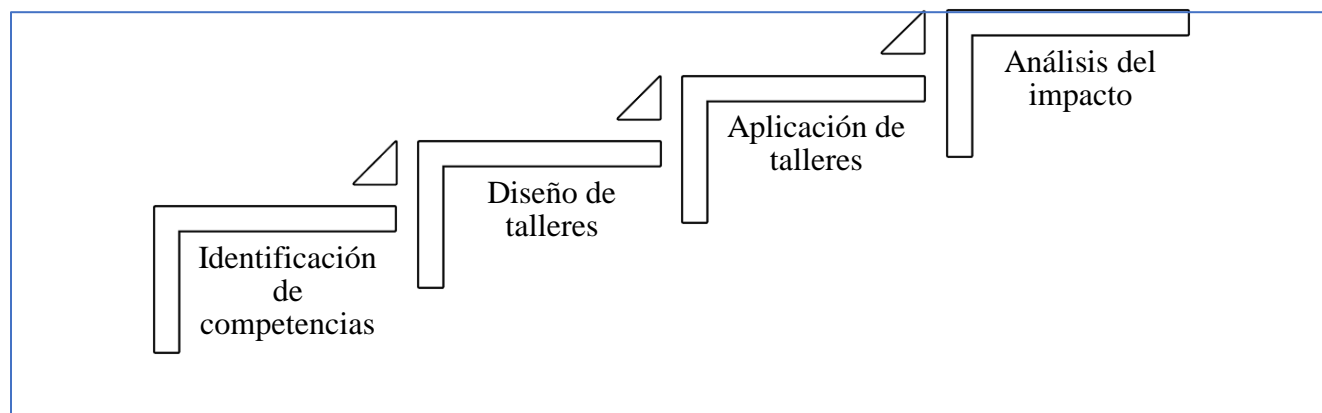 Identificación
de
competencias
Diseño de
talleres
Aplicación de
talleres
Análisis del
impacto